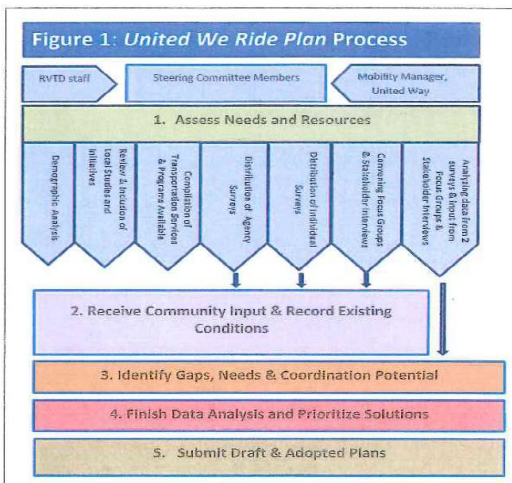 Figure 1: United We Ride Plan Process
RVTD staff
Steering Committee Members
Mobility Manager,
United Way
1. Assess Needs and Resources
Demographic Analysis
Review & Inclusion of
Local Studies and
Initiatives
Compilation of
Transportation Services
& Programs Available
Distribution of Agency
Surveys
Distribution of Individual
Surveys
Convening Focus Groups
& Stakeholder Interviews
Analyzing data from 2
surveys & input from
Focus Groups &
Stakeholder Interviews
2. Receive Community Input & Record Existing
Conditions
3. Identify Gaps, Needs & Coordination Potential
4. Finish Data Analysis and Prioritize Solutions
5. Submit Draft & Adopted Plans